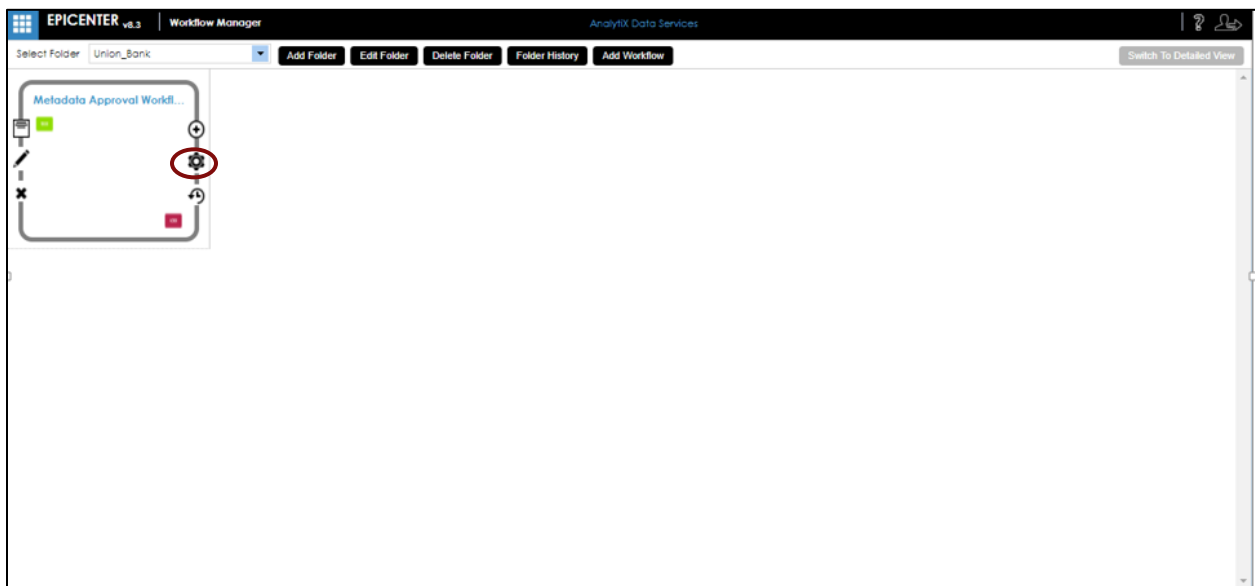 EPICENTER v8.3 Workflow Manager AnalytiX Data Services ?
Select Folder Union_Bank Add Folder Edit Folder Delete Folder Folder History Add Workflow Switch To Detailed View
Metadata Approval Workfl...